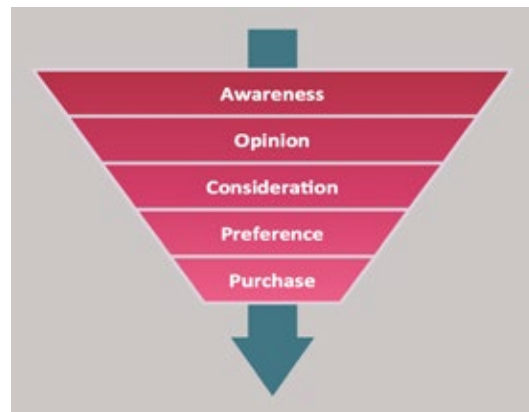 Awareness
Opinion
Consideration
Preference
Purchase